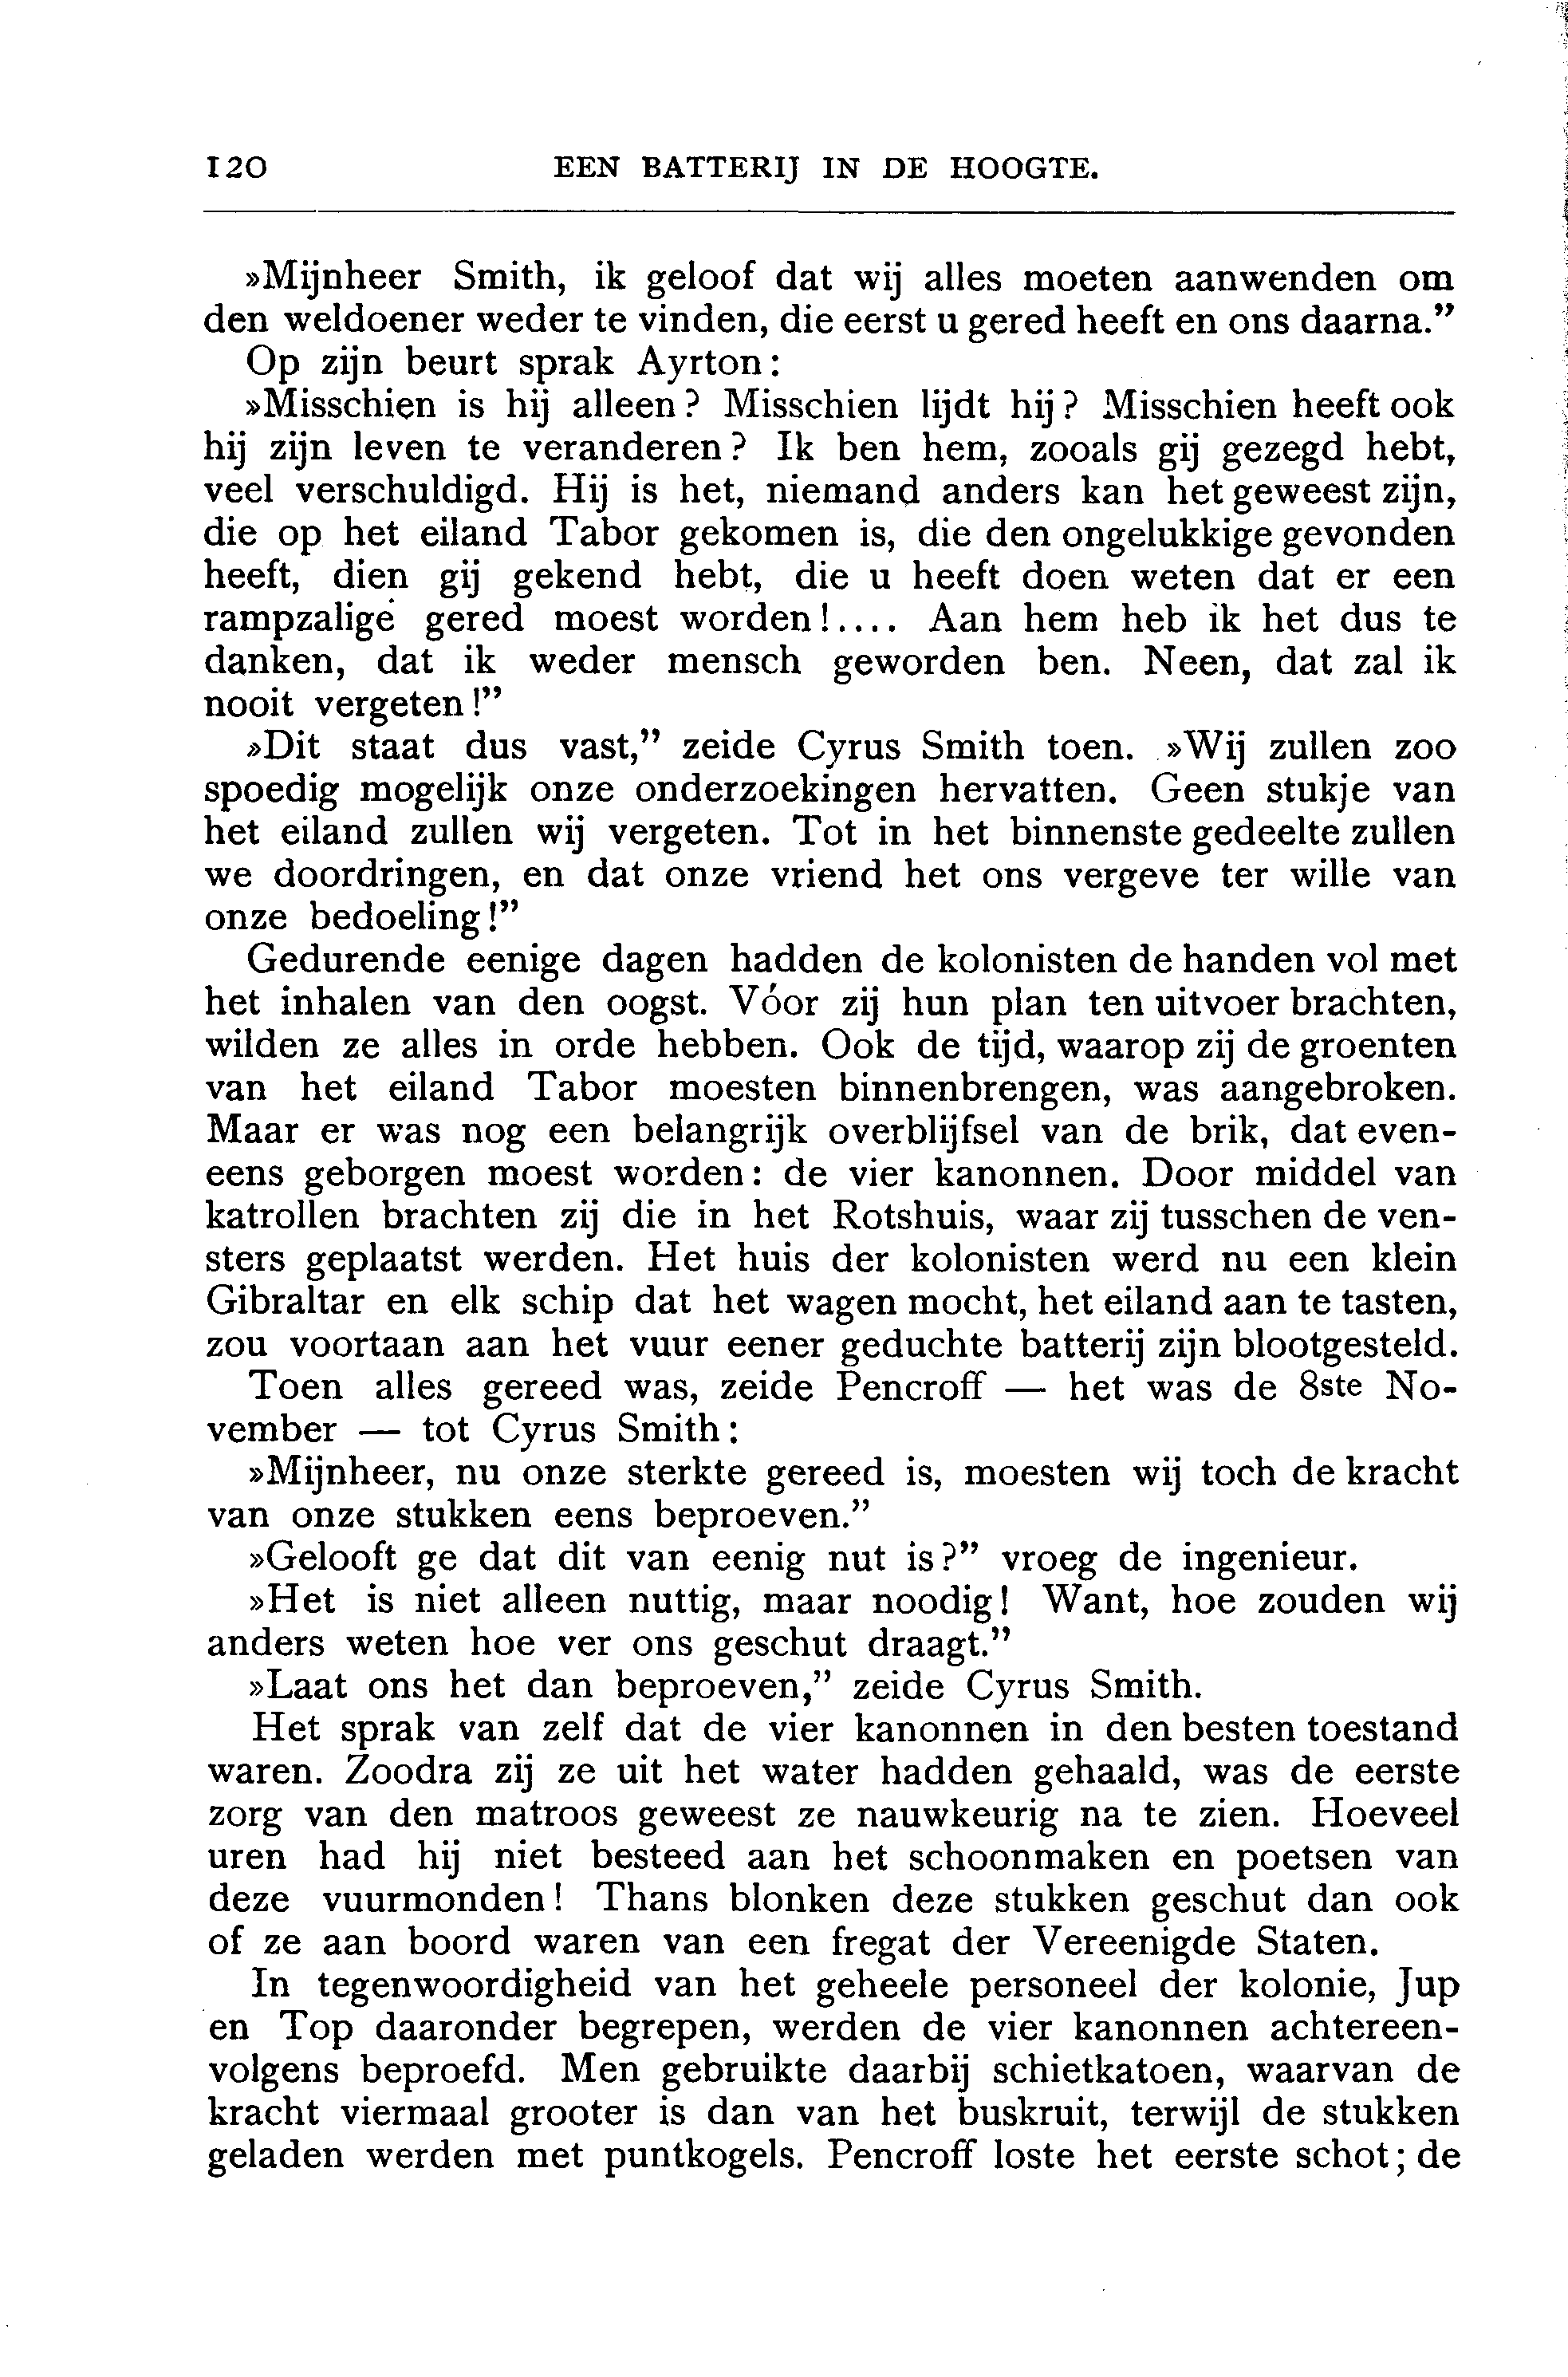 120 EEN BATTERIJ IN DE HOOGTE.
»Mijnheer Smith, ik geloof dat wij alles moeten aanwenden om
den weldoener weder te vinden, die eerst u gered heeft en ons daarna.”
Op zijn beurt sprak Ayrton:
»Misschien is hij alleen? Misschien lijdt hij? Misschien heeft ook
hij zijn leven te veranderen? Ik ben hem, zooals gij gezegd hebt,
veel verschuldigd. Hij is het, niemand anders kan het geweest zijn,
die op het eiland Tabor gekomen is, die den ongelukkige gevonden
heeft, dien gij gekend hebt, die u heeft doen weten dat er een
rampzalige gered moest worden!.... Aan hem heb ik het dus te
danken, dat ik weder mensch geworden ben. Neen, dat zal ik
nooit vergeten!”
»Dit staat dus vast,” zeide Cyrus Smith toen. »Wij zullen zoo
spoedig mogelijk onze onderzoekingen hervatten. Geen stukje van
het eiland zullen wij vergeten. Tot in het binnenste gedeelte zullen
we doordringen, en dat onze vriend het ons vergeve ter wille van
onze bedoeling!”
Gedurende eenige dagen hadden de kolonisten de handen vol met
het inhalen van den oogst. Vóor zij hun plan ten uitvoer brachten,
wilden ze alles in orde hebben. Ook de tijd, waarop zij de groenten
van het eiland Tabor moesten binnenbrengen, was aangebroken.
Maar er was nog een belangrijk overblijfsel van de brik, dat even-
eens geborgen moest worden: de vier kanonnen. Door middel van
katrollen brachten zij die in het Rotshuis, waar zij tusschen de ven-
sters geplaatst werden. Het huis der kolonisten werd nu een klein
Gibraltar en elk schip dat het wagen mocht, het eiland aan te tasten,
zou voortaan aan het vuur eener geduchte batterij zijn blootgesteld.
Toen alles gereed was, zeide Pencroff — het was de 8ste No-
vember — tot Cyrus Smith:
»Mijnheer, nu onze sterkte gereed is, moesten wij toch de kracht
van onze stukken eens beproeven.”
»Gelooft ge dat dit van eenig nut is?” vroeg de ingenieur.
»Het is niet alleen nuttig, maar noodig! Want, hoe zouden wij
anders weten hoe ver ons geschut draagt.”
»Laat ons het dan beproeven,” zeide Cyrus Smith.
Het sprak van zelf dat de vier kanonnen in den besten toestand
waren. Zoodra zij ze uit het water hadden gehaald, was de eerste
zorg van den matroos geweest ze nauwkeurig na te zien. Hoeveel
uren had hij niet besteed aan het schoonmaken en poetsen van
deze vuurmonden! Thans blonken deze stukken geschut dan ook
of ze aan boord waren van een fregat der Vereenigde Staten.
In tegenwoordigheid van het geheele personeel der kolonie, Jup
en Top daaronder begrepen, werden de vier kanonnen achtereen-
volgens beproefd. Men gebruikte daarbij schietkatoen, waarvan de
kracht viermaal grooter is dan van het buskruit, terwijl de stukken
geladen werden met puntkogels. Pencroff loste het eerste schot; de